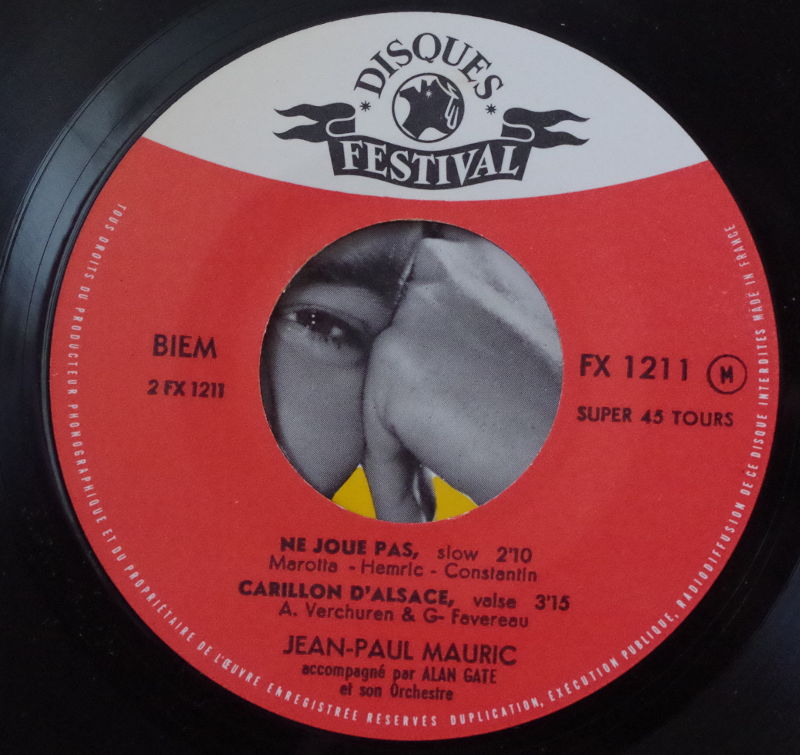 DISQUES
FESTIVAL
BIEM
2 FX 1211
FX 1211 M
SUPER 45 TOURS
NE JOUE PAS, slow 2'10
Marotta - Hemric - Constantin
CARILLON D'ALSACE, valse 3'15
A. Verchuren & G- Favereau
JEAN-PAUL MAURIC
accompagné par ALAN GATE
et son Orchestre
TOUS DROITS DU PRODUCTEUR PHONOGRAPHIQUE ET DU PROPRIÉTAIRE DE L'ŒUVRE ENREGISTRÉE RÉSERVÉS DUPLICATION, EXÉCUTION PUBLIQUE, RADIODIFFUSION DE CE DISQUE INTERDITES MADE IN FRANCE